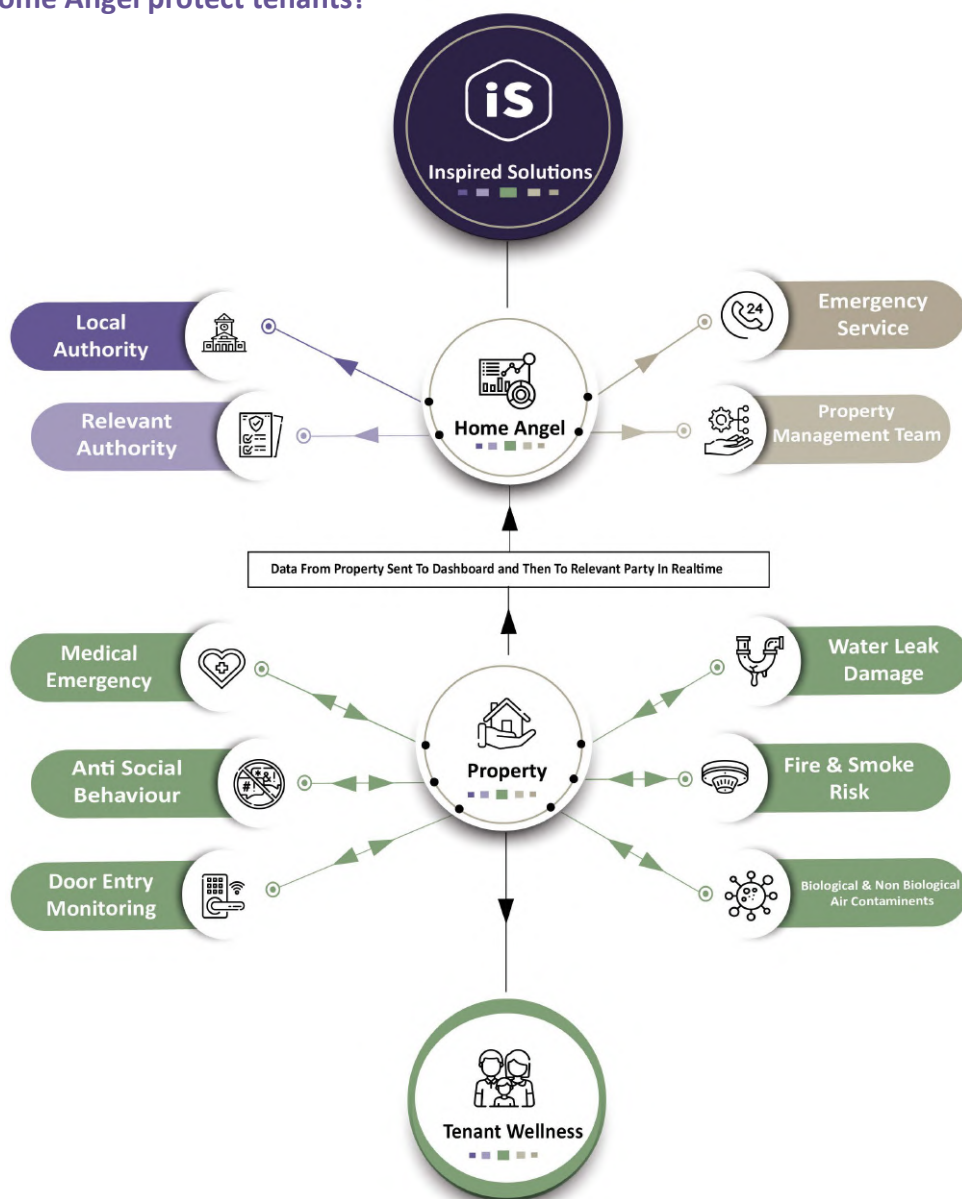 ome Angel protect tenants?
iS
Inspired Solutions
Local
Authority
Emergency
Service
24
Relevant
Authority
Home Angel
Property
Management Team
Data From Property Sent To Dashboard and Then To Relevant Party In Realtime
Medical
Emergency
Water Leak
Damage
Anti Social
Behaviour
#!*&!
Property
Fire & Smoke
Risk
Door Entry
Monitoring
Biological & Non Biological
Air Contaminents
Tenant Wellness